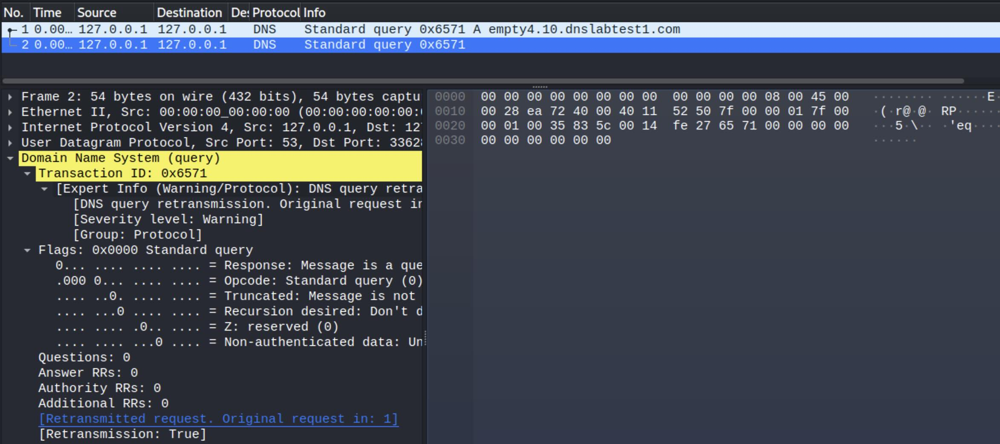 No. Time Source Destination Des Protocol Info
1 0.00… 127.0.0.1 127.0.0.1 DNS Standard query 0x6571 A empty4.10.dnslabtest1.com
2 0.00… 127.0.0.1 127.0.0.1 DNS Standard query 0x6571
Frame 2: 54 bytes on wire (432 bits), 54 bytes captu
Ethernet II, Src: 00:00:00_00:00:00 (00:00:00:00:00:0
Internet Protocol Version 4, Src: 127.0.0.1, Dst: 127
User Datagram Protocol, Src Port: 53, Dst Port: 33628
Domain Name System (query)
Transaction ID: 0x6571
[Expert Info (Warning/Protocol): DNS query retra
[DNS query retransmission. Original request in
[Severity level: Warning]
[Group: Protocol]
Flags: 0x0000 Standard query
0... .... .... .... = Response: Message is a que
.000 0... .... .... = Opcode: Standard query (0)
.... ..0. .... .... = Truncated: Message is not
.... ...0 .... .... = Recursion desired: Don't d
.... .... .0.. .... = Z: reserved (0)
.... .... ...0 .... = Non-authenticated data: Un
Questions: 0
Answer RRs: 0
Authority RRs: 0
Additional RRs: 0
[Retransmitted request. Original request in: 1]
[Retransmission: True]
0000 00 00 00 00 00 00 00 00 00 00 00 00 08 00 45 00 ········ ······E·
0010 00 28 ea 72 40 00 40 11 52 50 7f 00 00 01 7f 00 ·(·r@·@· RP······
0020 00 01 00 35 83 5c 00 14 fe 27 65 71 00 00 00 00 ···5·\·· ·'eq····
0030 00 00 00 00 00 00 ······